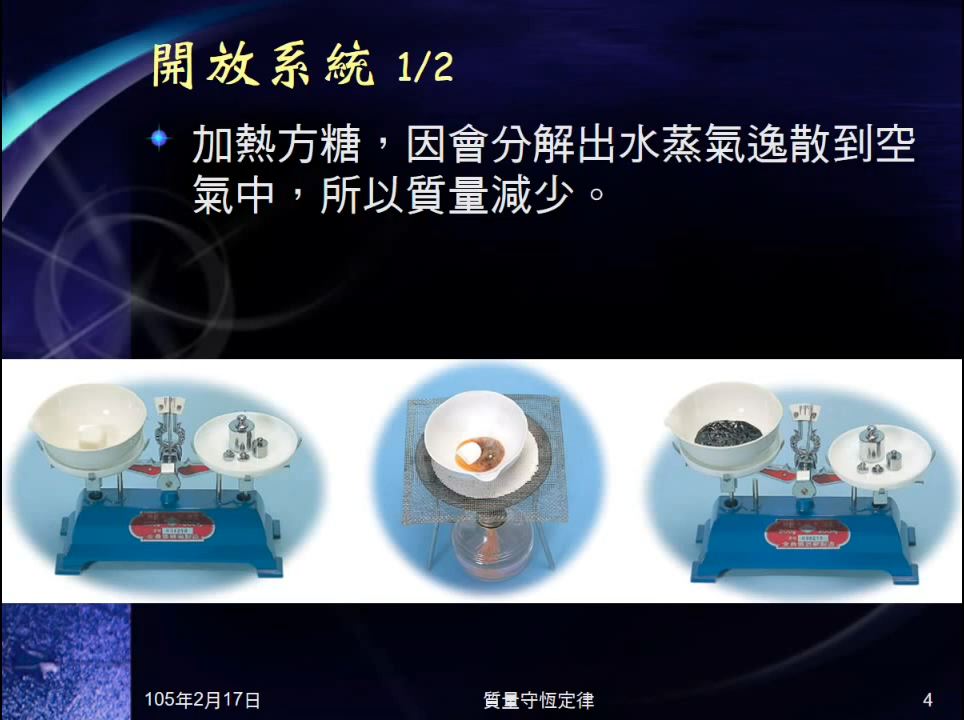 開放系統 1/2
加熱方糖，因會分解出水蒸氣逸散到空
氣中，所以質量減少。
105年2月17日
質量守恆定律
4